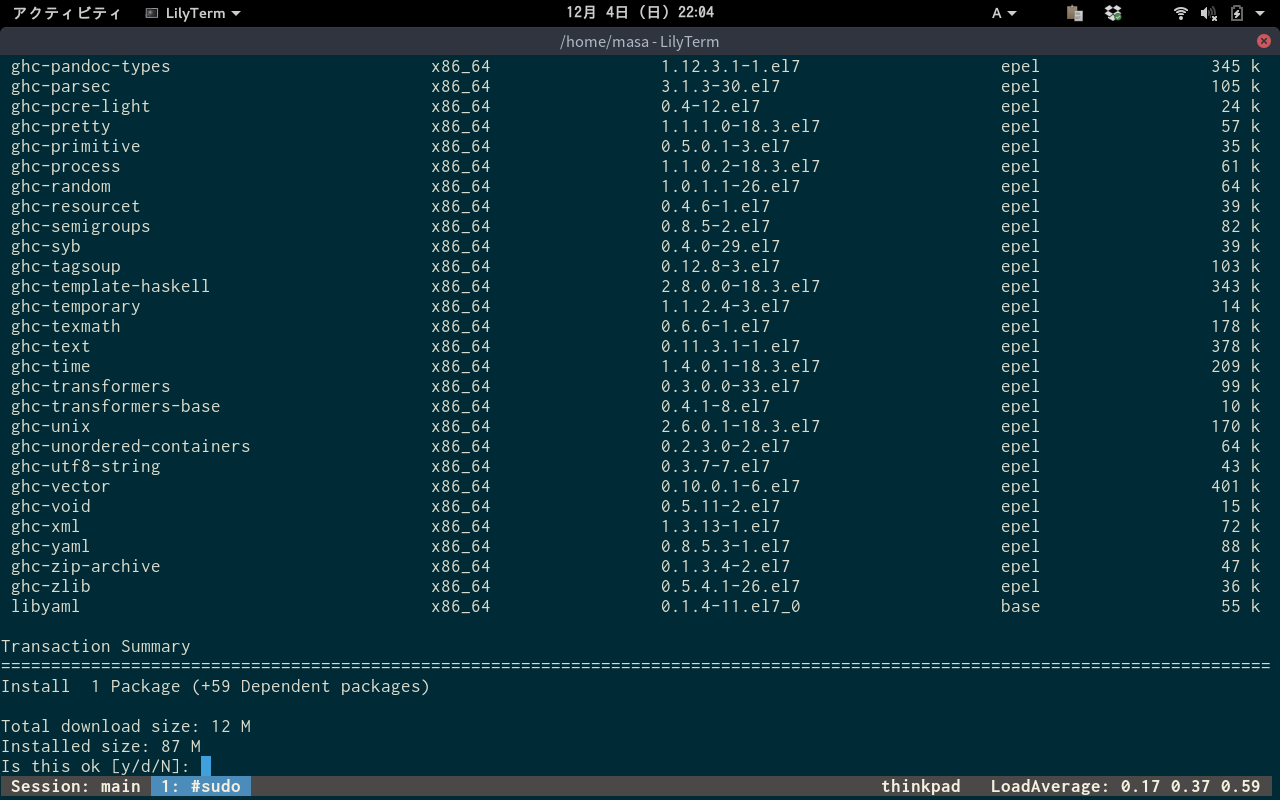 アクティビティ LilyTerm 12月 4日 (日) 22:04 A
/home/masa - LilyTerm
ghc-pandoc-types x86_64 1.12.3.1-1.el7 epel 345 k
ghc-parsec x86_64 3.1.3-30.el7 epel 105 k
ghc-pcre-light x86_64 0.4-12.el7 epel 24 k
ghc-pretty x86_64 1.1.1.0-18.3.el7 epel 57 k
ghc-primitive x86_64 0.5.0.1-3.el7 epel 35 k
ghc-process x86_64 1.1.0.2-18.3.el7 epel 61 k
ghc-random x86_64 1.0.1.1-26.el7 epel 64 k
ghc-resourcet x86_64 0.4.6-1.el7 epel 39 k
ghc-semigroups x86_64 0.8.5-2.el7 epel 82 k
ghc-syb x86_64 0.4.0-29.el7 epel 39 k
ghc-tagsoup x86_64 0.12.8-3.el7 epel 103 k
ghc-template-haskell x86_64 2.8.0.0-18.3.el7 epel 343 k
ghc-temporary x86_64 1.1.2.4-3.el7 epel 14 k
ghc-texmath x86_64 0.6.6-1.el7 epel 178 k
ghc-text x86_64 0.11.3.1-1.el7 epel 378 k
ghc-time x86_64 1.4.0.1-18.3.el7 epel 209 k
ghc-transformers x86_64 0.3.0.0-33.el7 epel 99 k
ghc-transformers-base x86_64 0.4.1-8.el7 epel 10 k
ghc-unix x86_64 2.6.0.1-18.3.el7 epel 170 k
ghc-unordered-containers x86_64 0.2.3.0-2.el7 epel 64 k
ghc-utf8-string x86_64 0.3.7-7.el7 epel 43 k
ghc-vector x86_64 0.10.0.1-6.el7 epel 401 k
ghc-void x86_64 0.5.11-2.el7 epel 15 k
ghc-xml x86_64 1.3.13-1.el7 epel 72 k
ghc-yaml x86_64 0.8.5.3-1.el7 epel 88 k
ghc-zip-archive x86_64 0.1.3.4-2.el7 epel 47 k
ghc-zlib x86_64 0.5.4.1-26.el7 epel 36 k
libyaml x86_64 0.1.4-11.el7_0 base 55 k
Transaction Summary
===============================================================================================================================
Install 1 Package (+59 Dependent packages)
Total download size: 12 M
Installed size: 87 M
Is this ok [y/d/N]:
Session: main 1: #sudo thinkpad LoadAverage: 0.17 0.37 0.59